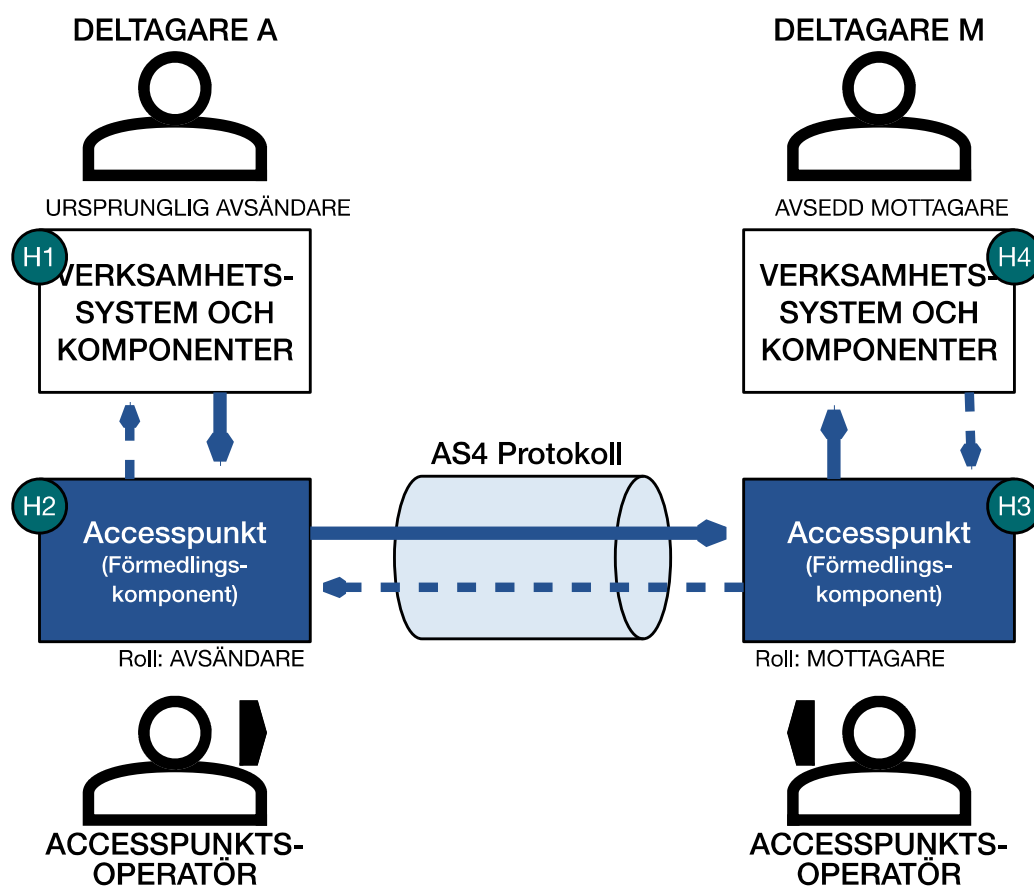 DELTAGARE A
URSPRUNGLIG AVSÄNDARE
H1
VERKSAMHETS-
SYSTEM OCH
KOMPONENTER
DELTAGARE M
AVSEDD MOTTAGARE
H4
VERKSAMHETS-
SYSTEM OCH
KOMPONENTER
AS4 Protokoll
H2
Accesspunkt
(Förmedlings-
komponent)
Roll: AVSÄNDARE
H3
Accesspunkt
(Förmedlings-
komponent)
Roll: MOTTAGARE
ACCESSPUNKTS-
OPERATÖR
ACCESSPUNKTS-
OPERATÖR